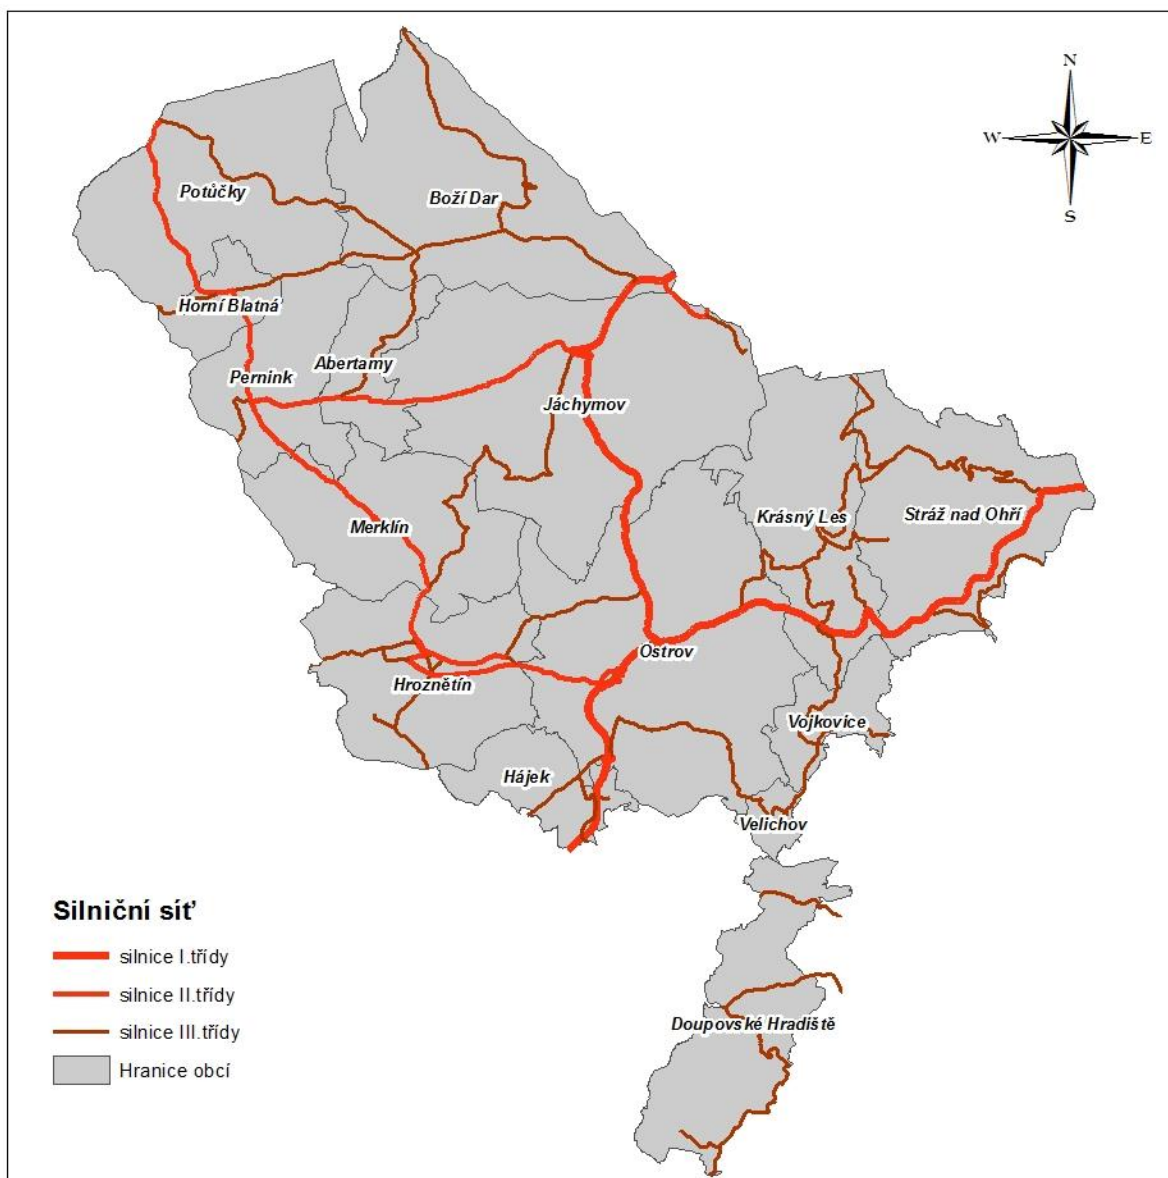 N
W
E
S
Potůčky
Boží Dar
Horní Blatná
Abertamy
Pernink
Jáchymov
Merklín
Krásný Les
Stráž nad Ohří
Ostrov
Hroznětín
Vojkovice
Hájek
Velichov
Doupovské Hradiště
Silniční síť
silnice I.třídy
silnice II.třídy
silnice III.třídy
Hranice obcí